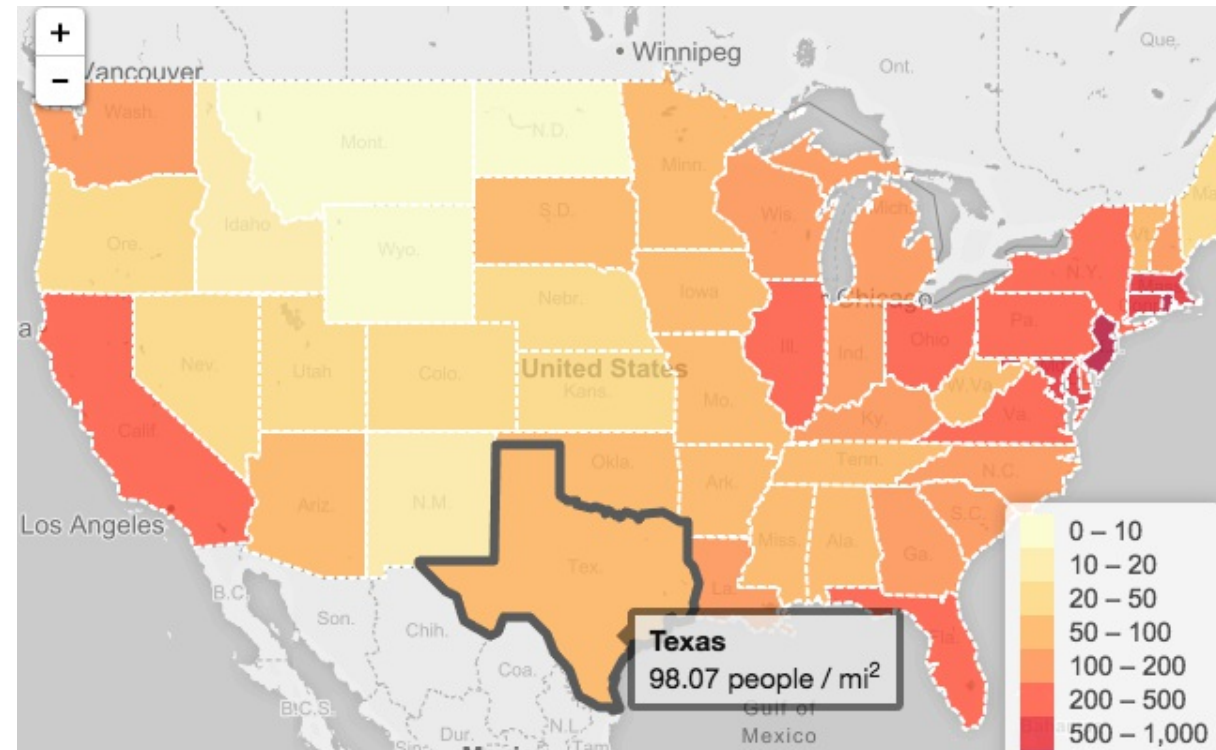 +
−
Vancouver
Winnipeg
Ont.
Que.
Wash.
Mont.
N.D.
Minn.
Ore.
Idaho
Wyo.
S.D.
Wis.
Mich.
Vt.
N.Y.
Mass.
Nebr.
Iowa
Chicago
Nev.
Utah
Colo.
United States
Kans.
Mo.
Ill.
Ind.
Ohio
Pa.
W.Va.
Va.
Ky.
Calif.
Los Angeles
Ariz.
N.M.
Okla.
Ark.
Tenn.
N.C.
S.C.
Tex.
Miss.
Ala.
Ga.
La.
Fla.
B.C.
Son.
Chih.
Coa.
B.C.S.
Dur.
N.L.
Tam
Texas
98.07 people / mi²
Gulf of
Mexico
0 – 10
10 – 20
20 – 50
50 – 100
100 – 200
200 – 500
500 – 1,000